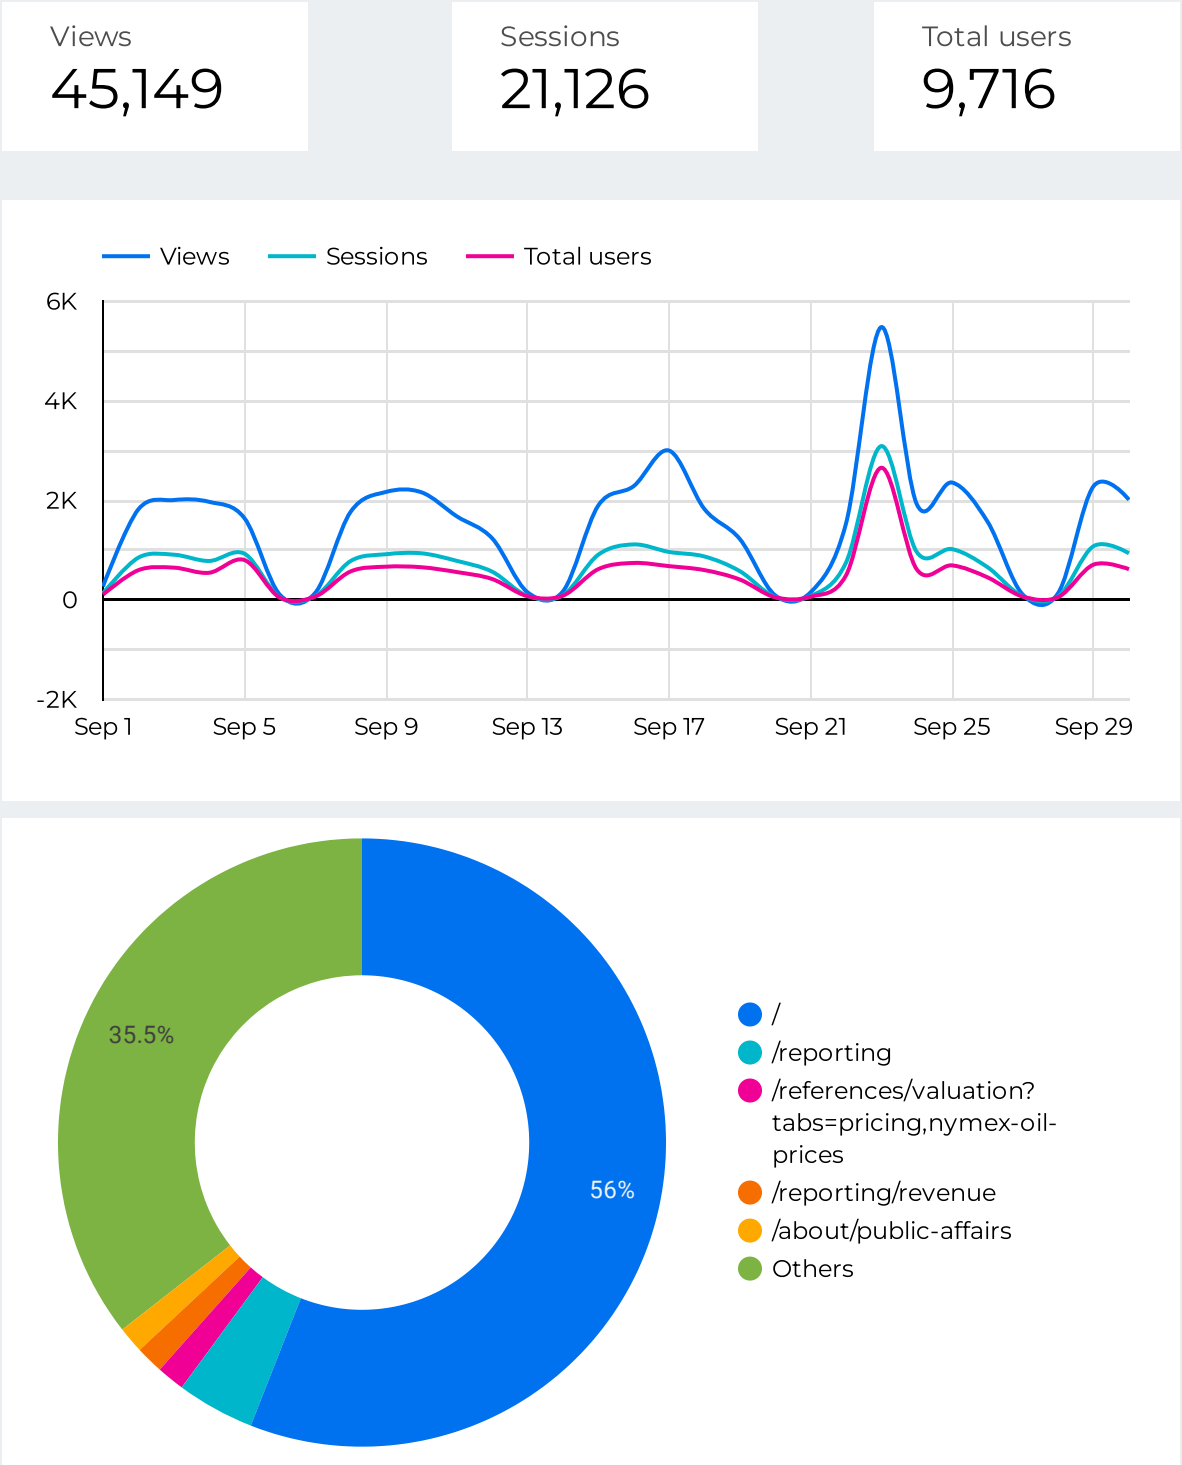 Views
45,149
Sessions
21,126
Total users
9,716
Views
Sessions
Total users
6K
4K
2K
0
-2K
Sep 1
Sep 5
Sep 9
Sep 13
Sep 17
Sep 21
Sep 25
Sep 29
35.5%
56%
/
/reporting
/references/valuation?
tabs=pricing,nymex-oil-
prices
/reporting/revenue
/about/public-affairs
Others